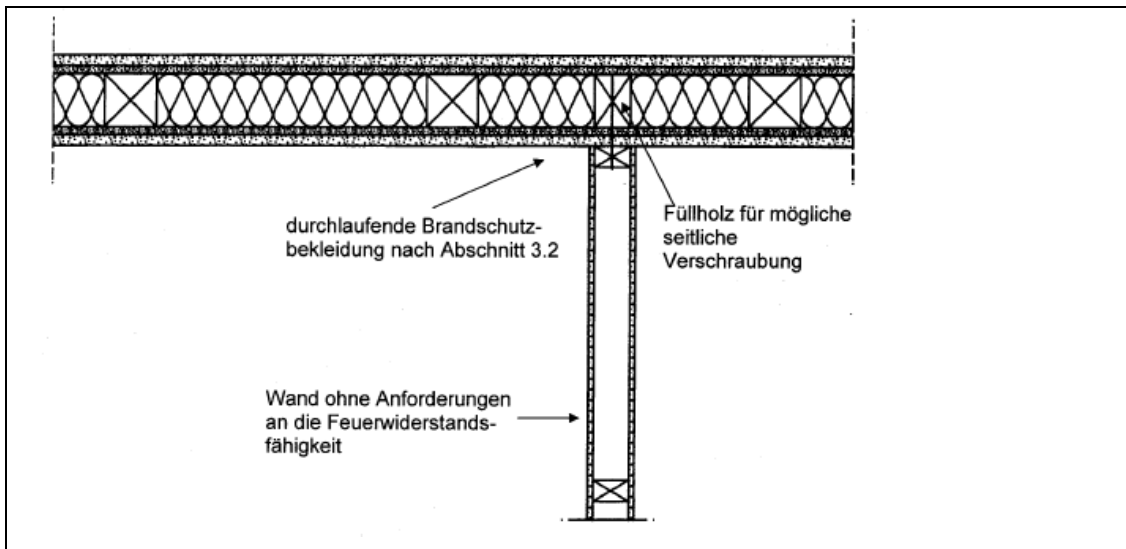 durchlaufende Brandschutz-
bekleidung nach Abschnitt 3.2
Füllholz für mögliche
seitliche
Verschraubung
Wand ohne Anforderungen
an die Feuerwiderstands-
fähigkeit